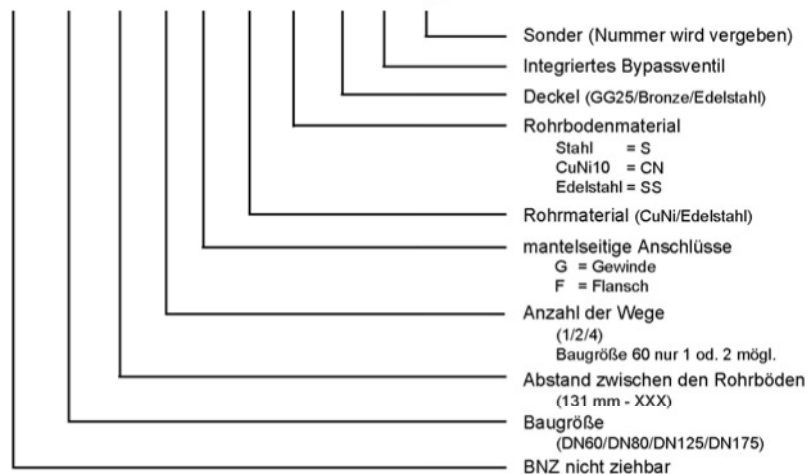 Sonder (Nummer wird vergeben)
Integriertes Bypassventil
Deckel (GG25/Bronze/Edelstahl)
Rohrbodenmaterial
Stahl = S
CuNi10 = CN
Edelstahl = SS
Rohrmaterial (CuNi/Edelstahl)
mantelseitige Anschlüsse
G = Gewinde
F = Flansch
Anzahl der Wege
(1/2/4)
Baugröße 60 nur 1 od. 2 mögl.
Abstand zwischen den Rohrböden
(131 mm - XXX)
Baugröße
(DN60/DN80/DN125/DN175)
BNZ nicht ziehbar